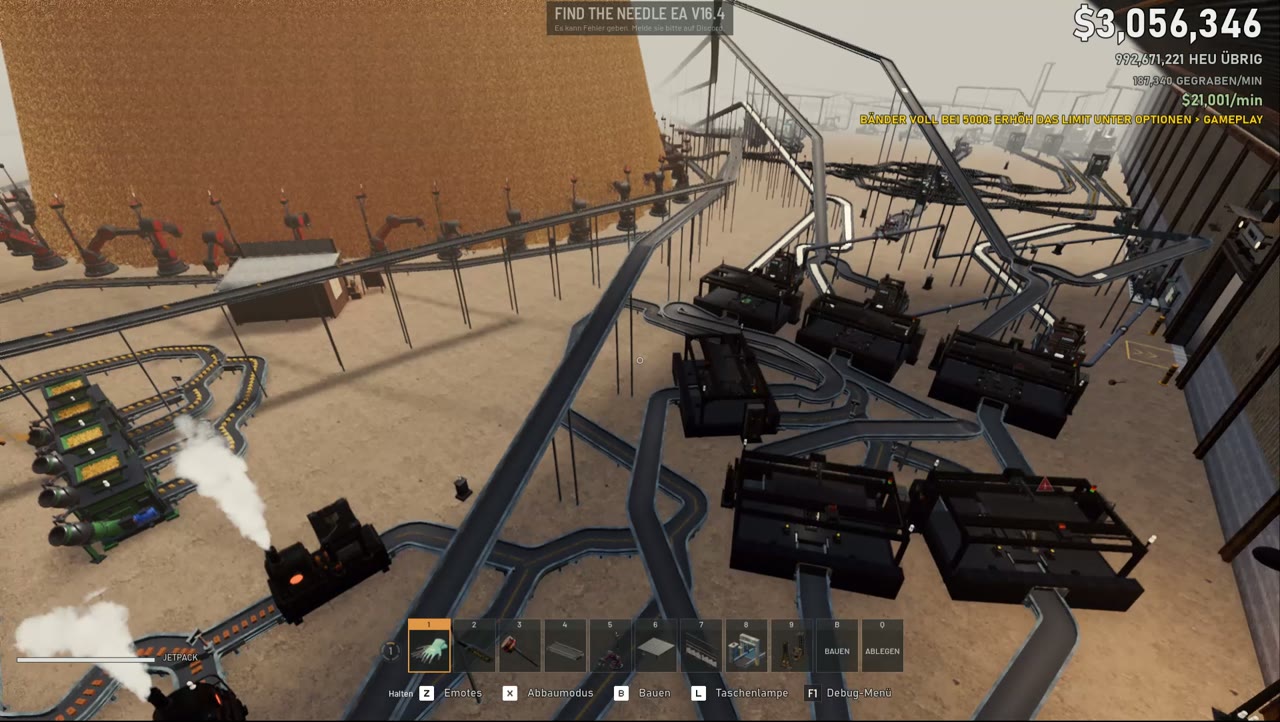 FIND THE NEEDLE EA V16.4
Es kann Fehler geben. Melde sie bitte auf Discord.
$3,056,346
992,671,221 HEU ÜBRIG
187,340 GEGRABEN/MIN
$21,001/min
BÄNDER VOLL BEI 5000: ERHÖH DAS LIMIT UNTER OPTIONEN > GAMEPLAY
JETPACK
1
1 2 3 4 5 6 7 8 9 B Q
BAUEN ABLEGEN
Halten Z Emotes X Abbaumodus B Bauen L Taschenlampe F1 Debug-Menü